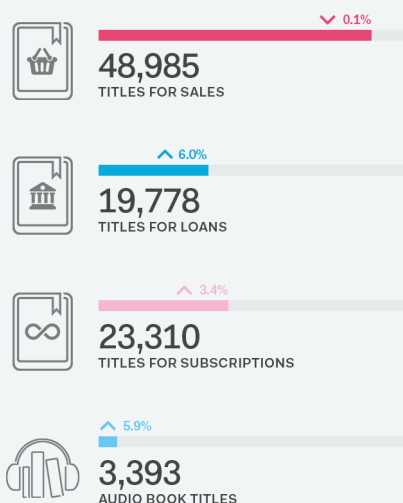 0.1%
48,985
TITLES FOR SALES
6.0%
19,778
TITLES FOR LOANS
3.4%
23,310
TITLES FOR SUBSCRIPTIONS
5.9%
3,393
AUDIO BOOK TITLES